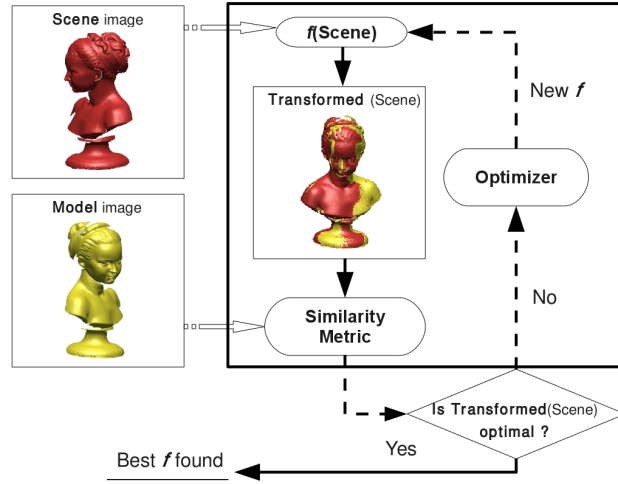 Scene image
f(Scene)
Transformed (Scene)
New f
Optimizer
Model image
Similarity
Metric
No
Is Transformed(Scene)
optimal ?
Yes
Best f found